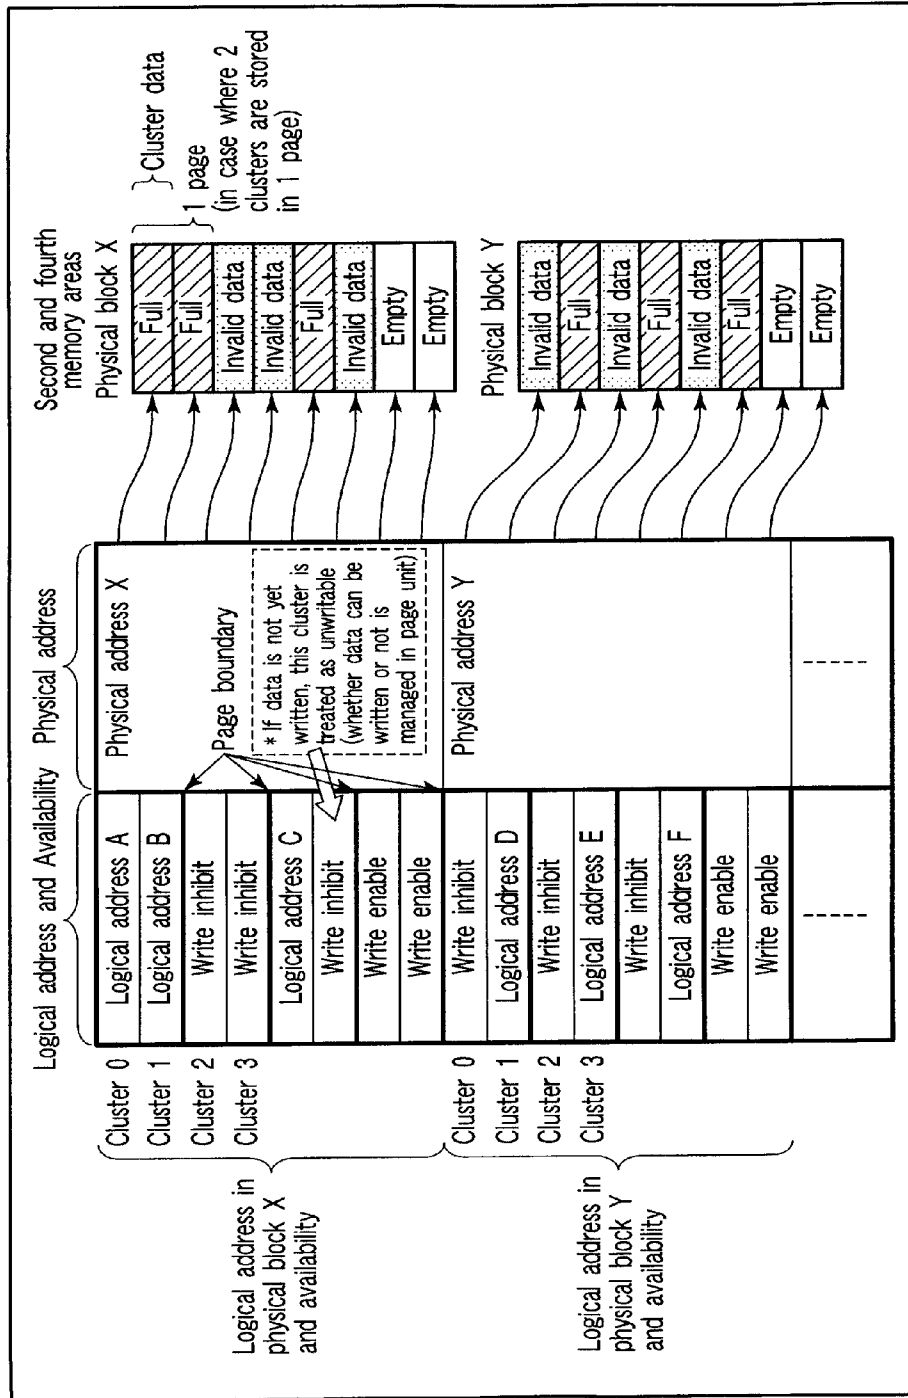 Logical address and Availability
Physical address
Second and fourth
memory areas
Physical block X
Cluster data
1 page
(in case where 2
clusters are stored
in 1 page)
Logical address in
physical block X
and availability
Cluster 0
Cluster 1
Cluster 2
Cluster 3
Logical address A
Logical address B
Write inhibit
Write inhibit
Logical address C
Write inhibit
Write enable
Write enable
Physical address X
Page boundary
* If data is not yet
written, this cluster is
treated as unwritable
(whether data can be
written or not is
managed in page unit)
Full
Full
Invalid data
Invalid data
Full
Invalid data
Empty
Empty
Logical address in
physical block Y
and availability
Cluster 0
Cluster 1
Cluster 2
Cluster 3
Write inhibit
Logical address D
Write inhibit
Logical address E
Write inhibit
Logical address F
Write enable
Write enable
Physical address Y
Physical block Y
Invalid data
Full
Invalid data
Full
Invalid data
Full
Empty
Empty